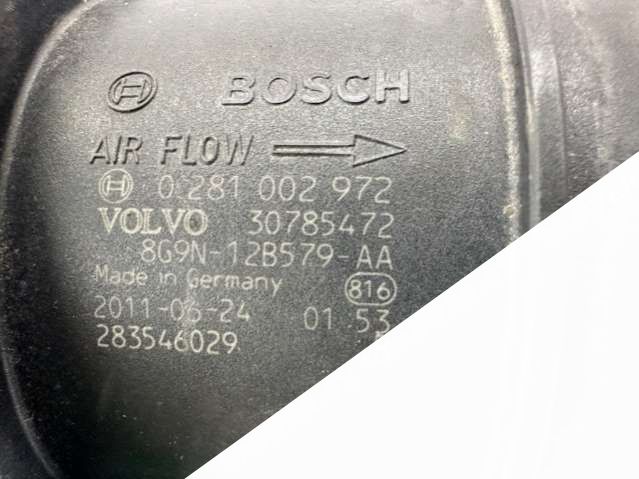 BOSCH
AIR FLOW
0 281 002 972
VOLVO 30785472
8G9N-12B579-AA
Made in Germany
816
2011-06-24 01 53
283546029